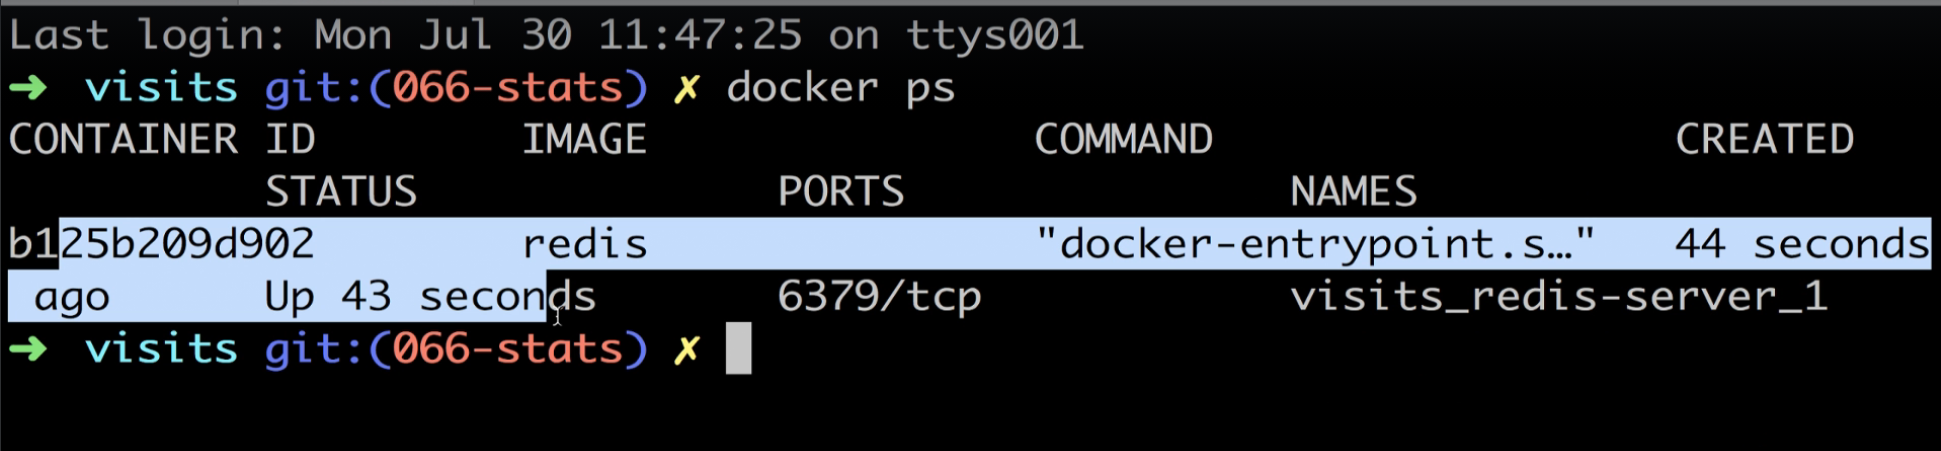 Last login: Mon Jul 30 11:47:25 on ttys001
➜ visits git:(066-stats) ✗ docker ps
CONTAINER ID IMAGE COMMAND CREATED
STATUS PORTS NAMES
b125b209d902 redis "docker-entrypoint.s…" 44 seconds
ago Up 43 seconds 6379/tcp visits_redis-server_1
➜ visits git:(066-stats) ✗